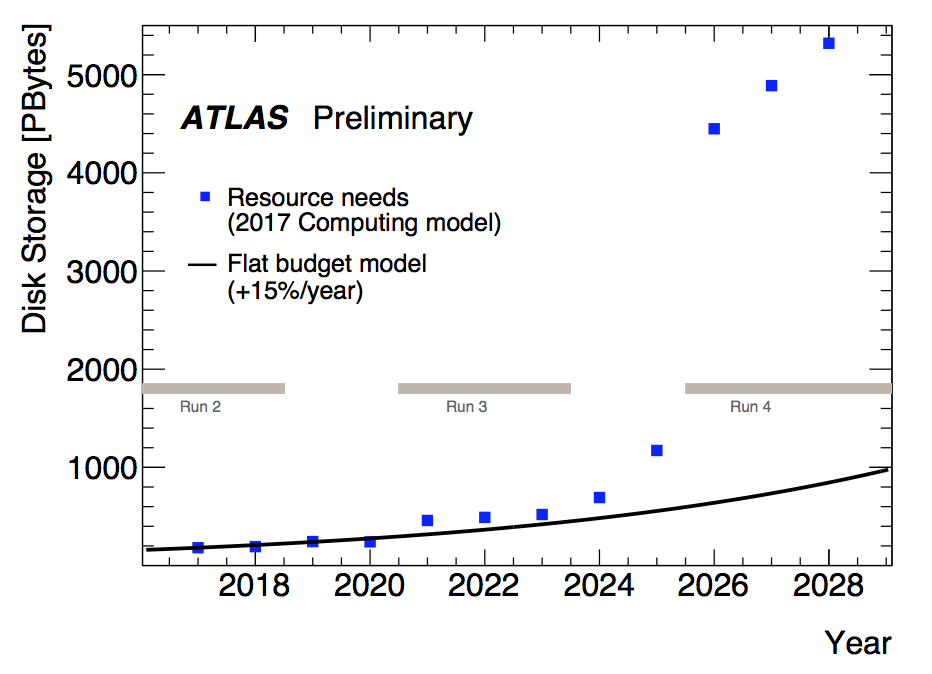 Disk Storage [PBytes]
5000
4000
3000
2000
1000
ATLAS Preliminary
Resource needs
(2017 Computing model)
Flat budget model
(+15%/year)
Run 2
Run 3
Run 4
2018 2020 2022 2024 2026 2028
Year